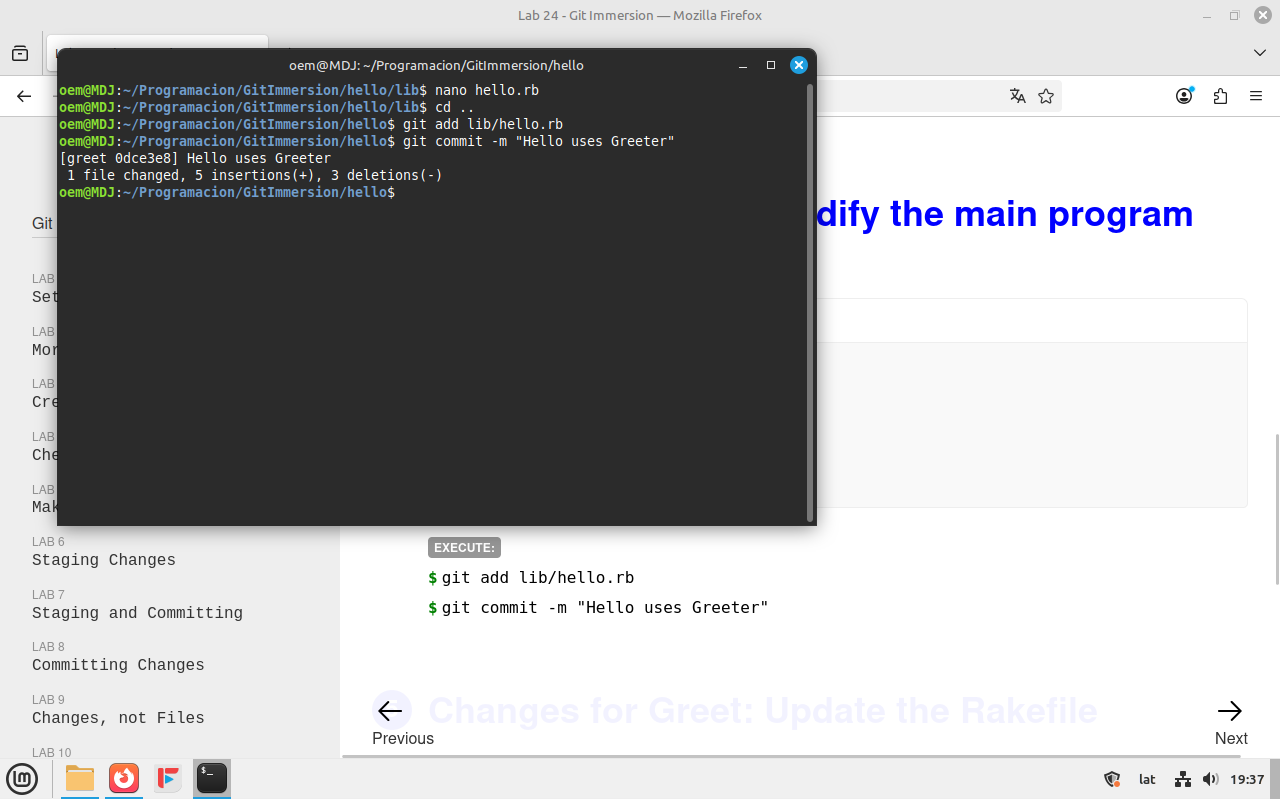 Lab 24 - Git Immersion — Mozilla Firefox
oem@MDJ: ~/Programacion/GitImmersion/hello
oem@MDJ:~/Programacion/GitImmersion/hello/lib$ nano hello.rb
oem@MDJ:~/Programacion/GitImmersion/hello/lib$ cd ..
oem@MDJ:~/Programacion/GitImmersion/hello$ git add lib/hello.rb
oem@MDJ:~/Programacion/GitImmersion/hello$ git commit -m "Hello uses Greeter"
[greet 0dce3e8] Hello uses Greeter
 1 file changed, 5 insertions(+), 3 deletions(-)
oem@MDJ:~/Programacion/GitImmersion/hello$
dify the main program
Git
LAB
Set
LAB
Mor
LAB
Cre
LAB
Che
LAB
Mak
LAB 6
Staging Changes
LAB 7
Staging and Committing
LAB 8
Committing Changes
LAB 9
Changes, not Files
LAB 10
EXECUTE:
$ git add lib/hello.rb
$ git commit -m "Hello uses Greeter"
Changes for Greet: Update the Rakefile
Previous
Next
lat
19:37